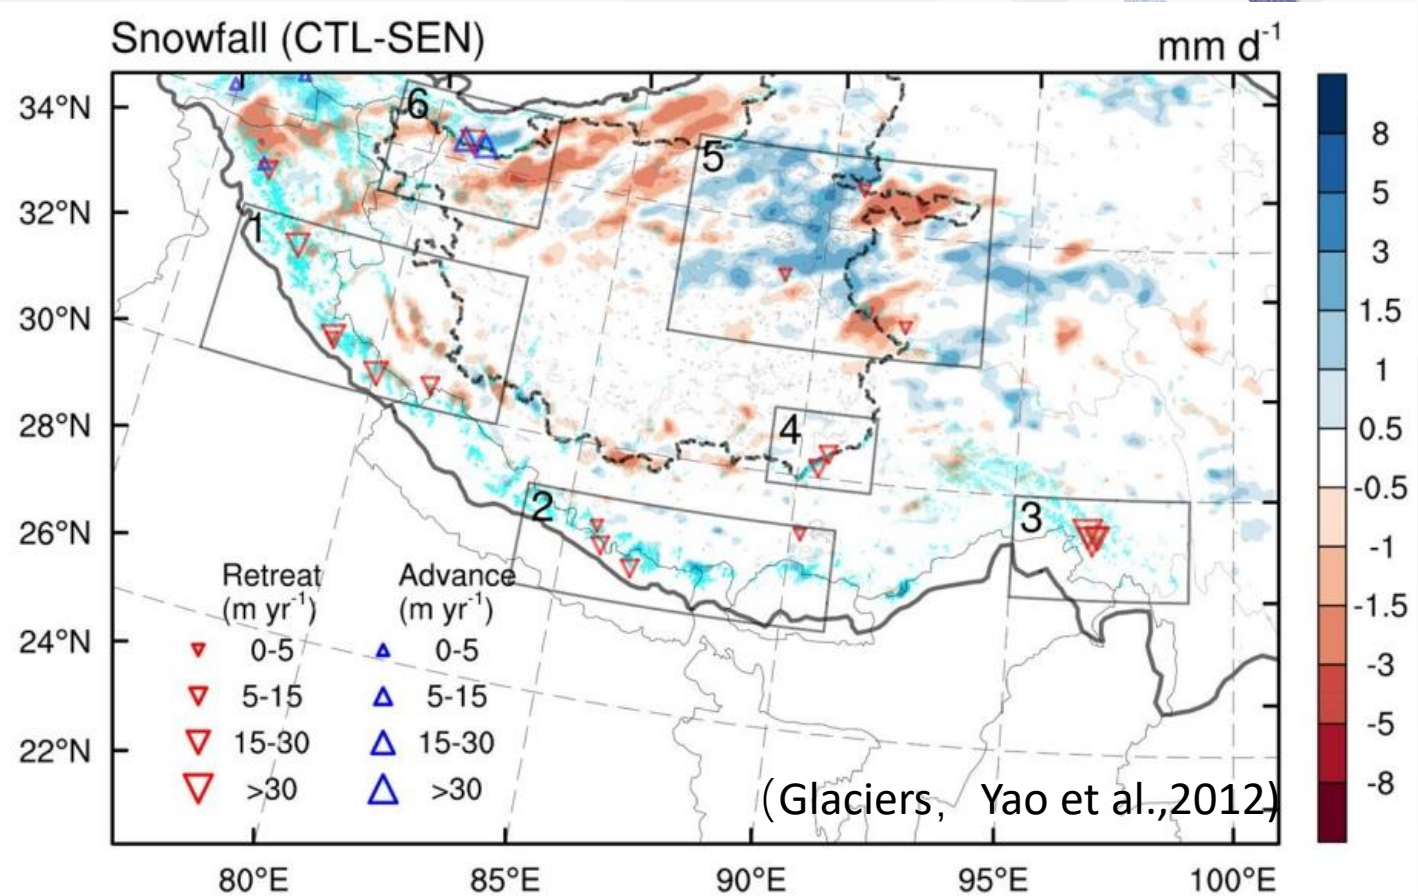 Snowfall (CTL-SEN)
mm d-1
34°N
32°N
30°N
28°N
26°N
24°N
22°N
6
5
1
4
2
3
Retreat
(m yr-1)
0-5
5-15
15-30
>30
Advance
(m yr-1)
0-5
5-15
15-30
>30
(Glaciers, Yao et al.,2012)
80°E
85°E
90°E
95°E
100°E
8
5
3
1.5
1
0.5
-0.5
-1
-1.5
-3
-5
-8